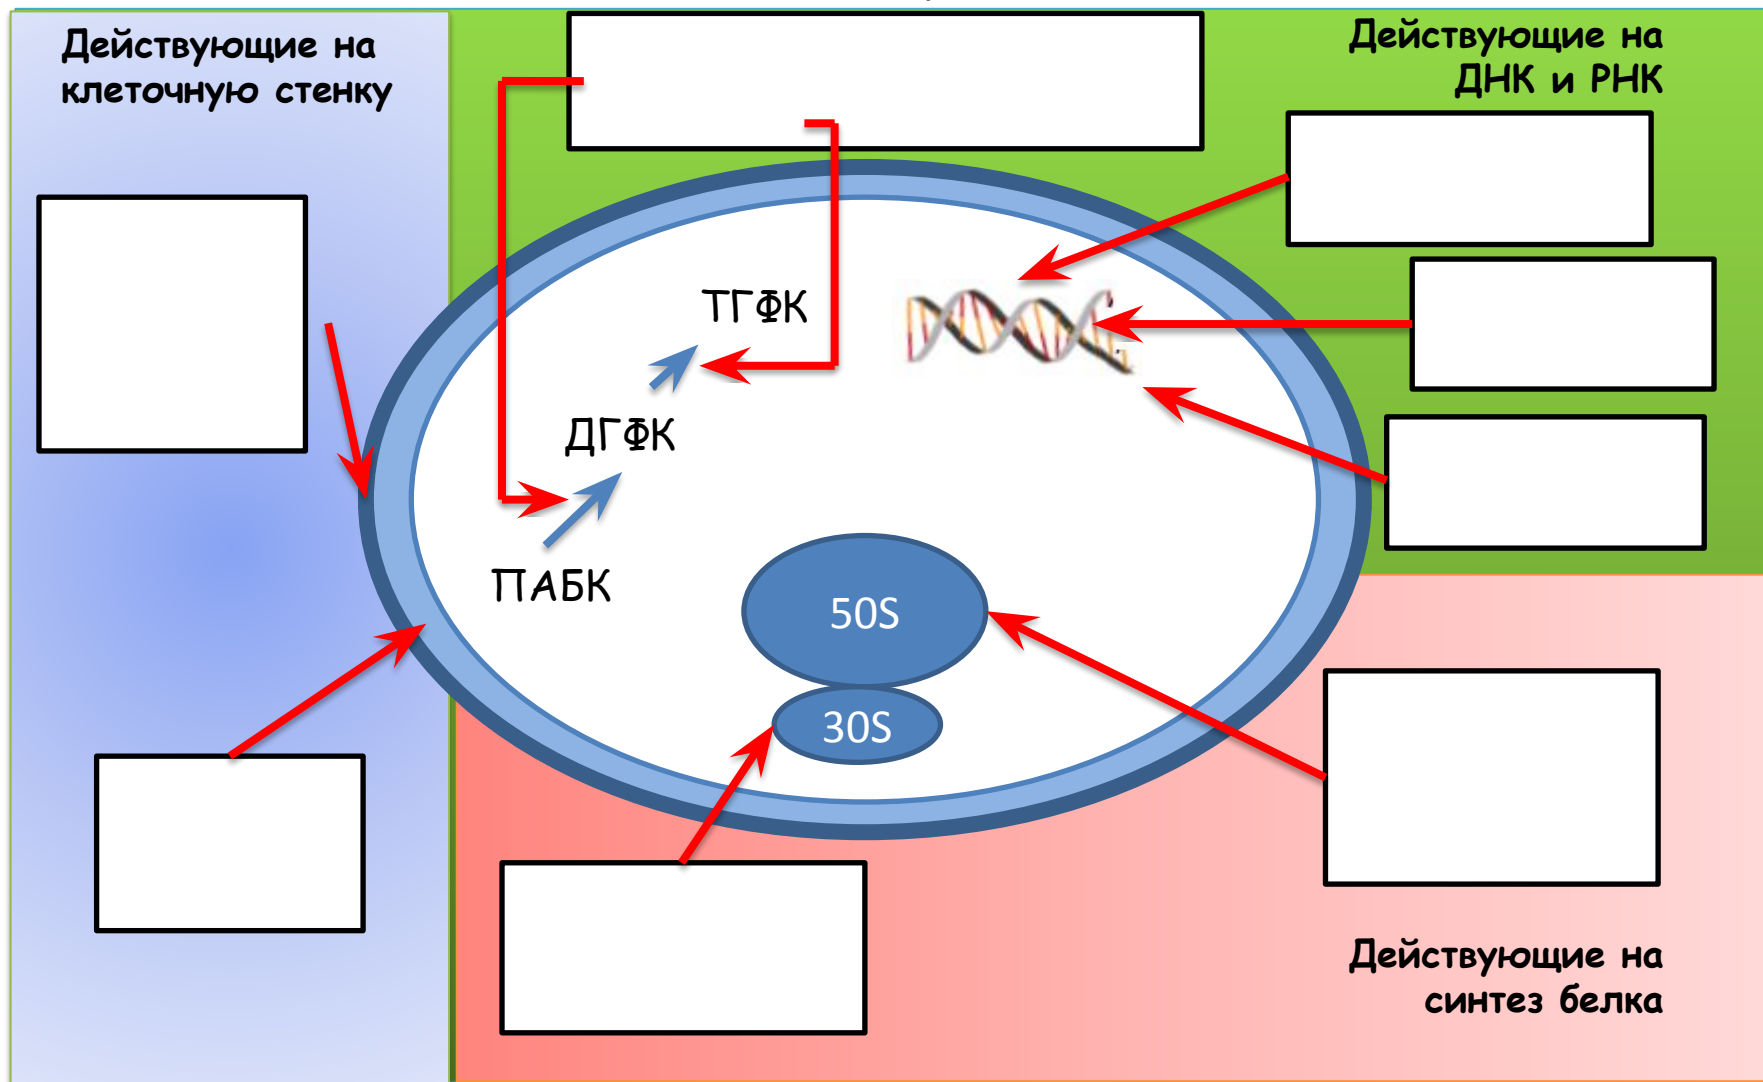 Действующие на
клеточную стенку
Действующие на
ДНК и РНК
ТГФК
ДГФК
ПАБК
50S
30S
Действующие на
синтез белка